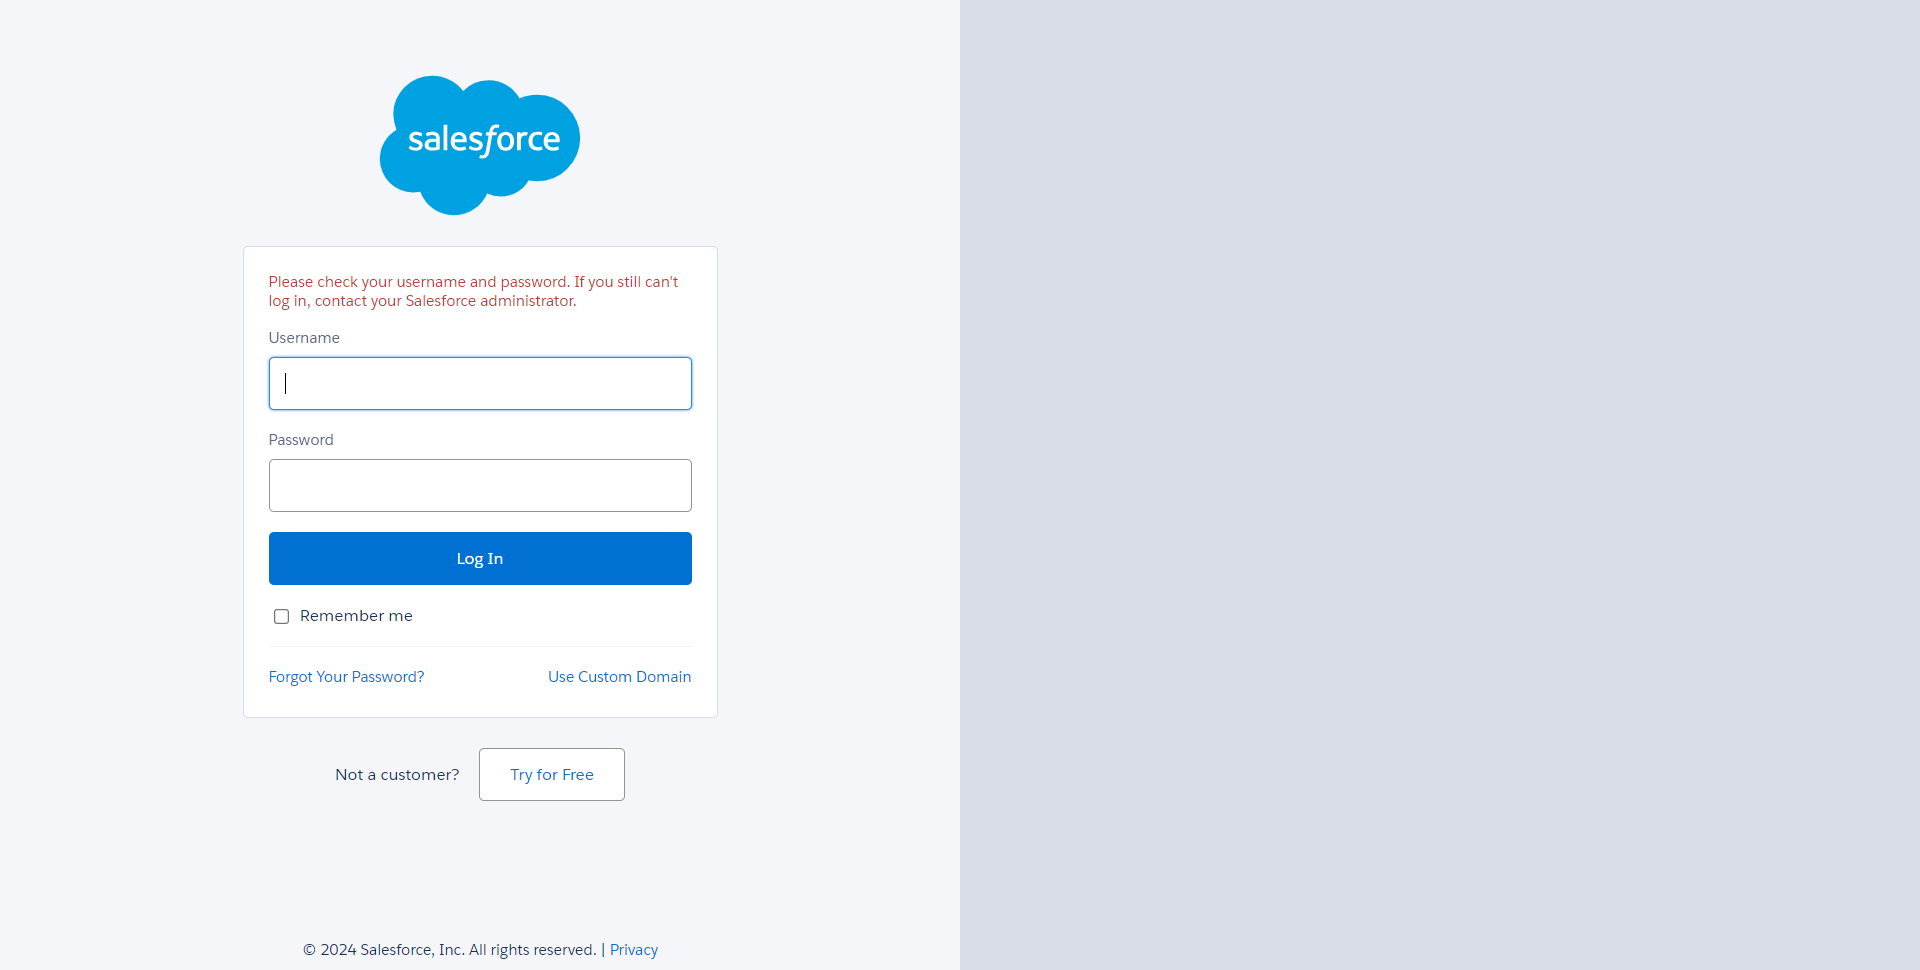 salesforce
Please check your username and password. If you still can't
log in, contact your Salesforce administrator.
Username
Password
Log In
Remember me
Forgot Your Password? Use Custom Domain
Not a customer? Try for Free
© 2024 Salesforce, Inc. All rights reserved. | Privacy